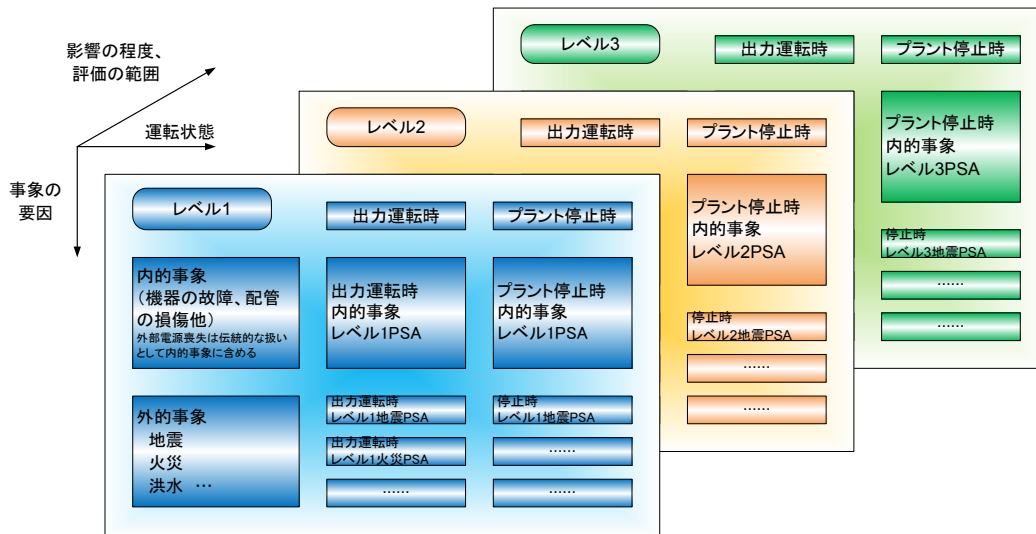 影響の程度、
評価の範囲
運転状態
事象の
要因
レベル3
出力運転時
プラント停止時
プラント停止時
内的事象
レベル3PSA
停止時
レベル3地震PSA
……
……
レベル2
出力運転時
プラント停止時
プラント停止時
内的事象
レベル2PSA
停止時
レベル2地震PSA
……
……
レベル1
出力運転時
プラント停止時
内的事象
(機器の故障、配管
の損傷他)
外部電源喪失は伝統的な扱い
として内的事象に含める
出力運転時
内的事象
レベル1PSA
プラント停止時
内的事象
レベル1PSA
外的事象
地震
火災
洪水 …
出力運転時
レベル1地震PSA
停止時
レベル1地震PSA
出力運転時
レベル1火災PSA
……
……
……